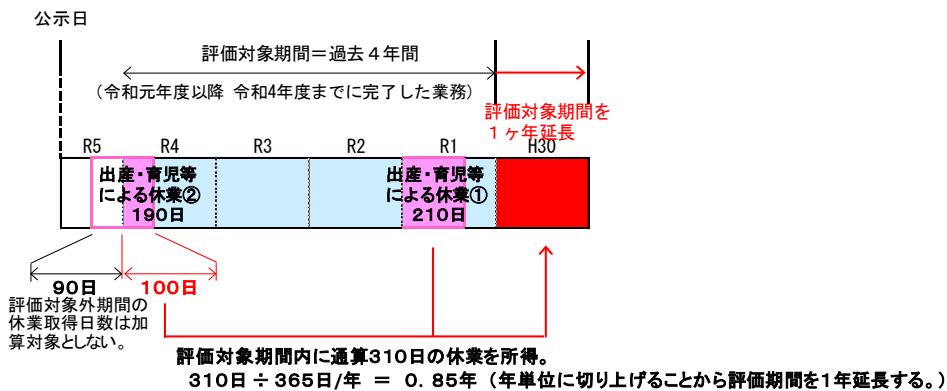 公示日
評価対象期間＝過去４年間
（令和元年度以降 令和4年度までに完了した業務）
評価対象期間を
１ヶ年延長
R5 R4 R3 R2 R1 H30
出産・育児等
による休業②
190日
出産・育児等
による休業①
210日
90日
100日
評価対象外期間の
休業取得日数は加
算対象としない。
評価対象期間内に通算310日の休業を所得。
310日 ÷ 365日/年 ＝ 0．85年（年単位に切り上げることから評価期間を1年延長する。）